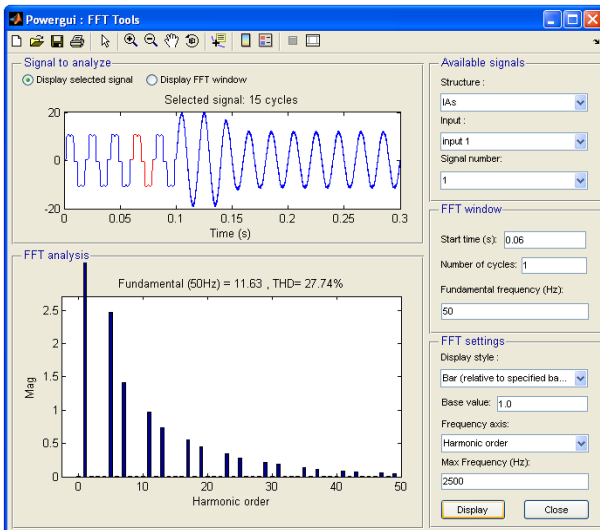 Powergui : FFT Tools
Signal to analyze
Display selected signal
Display FFT window
Selected signal: 15 cycles
20
0
-20
0
0.05
0.1
0.15
0.2
0.25
0.3
Time (s)
FFT analysis
Fundamental (50Hz) = 11.63 , THD= 27.74%
2.5
2
1.5
1
0.5
0
Mag
0
10
20
30
40
50
Harmonic order
Available signals
Structure :
IAs
Input :
input 1
Signal number:
1
FFT window
Start time (s): 0.06
Number of cycles: 1
Fundamental frequency (Hz):
50
FFT settings
Display style :
Bar (relative to specified ba...
Base value: 1.0
Frequency axis:
Harmonic order
Max Frequency (Hz):
2500
Display
Close